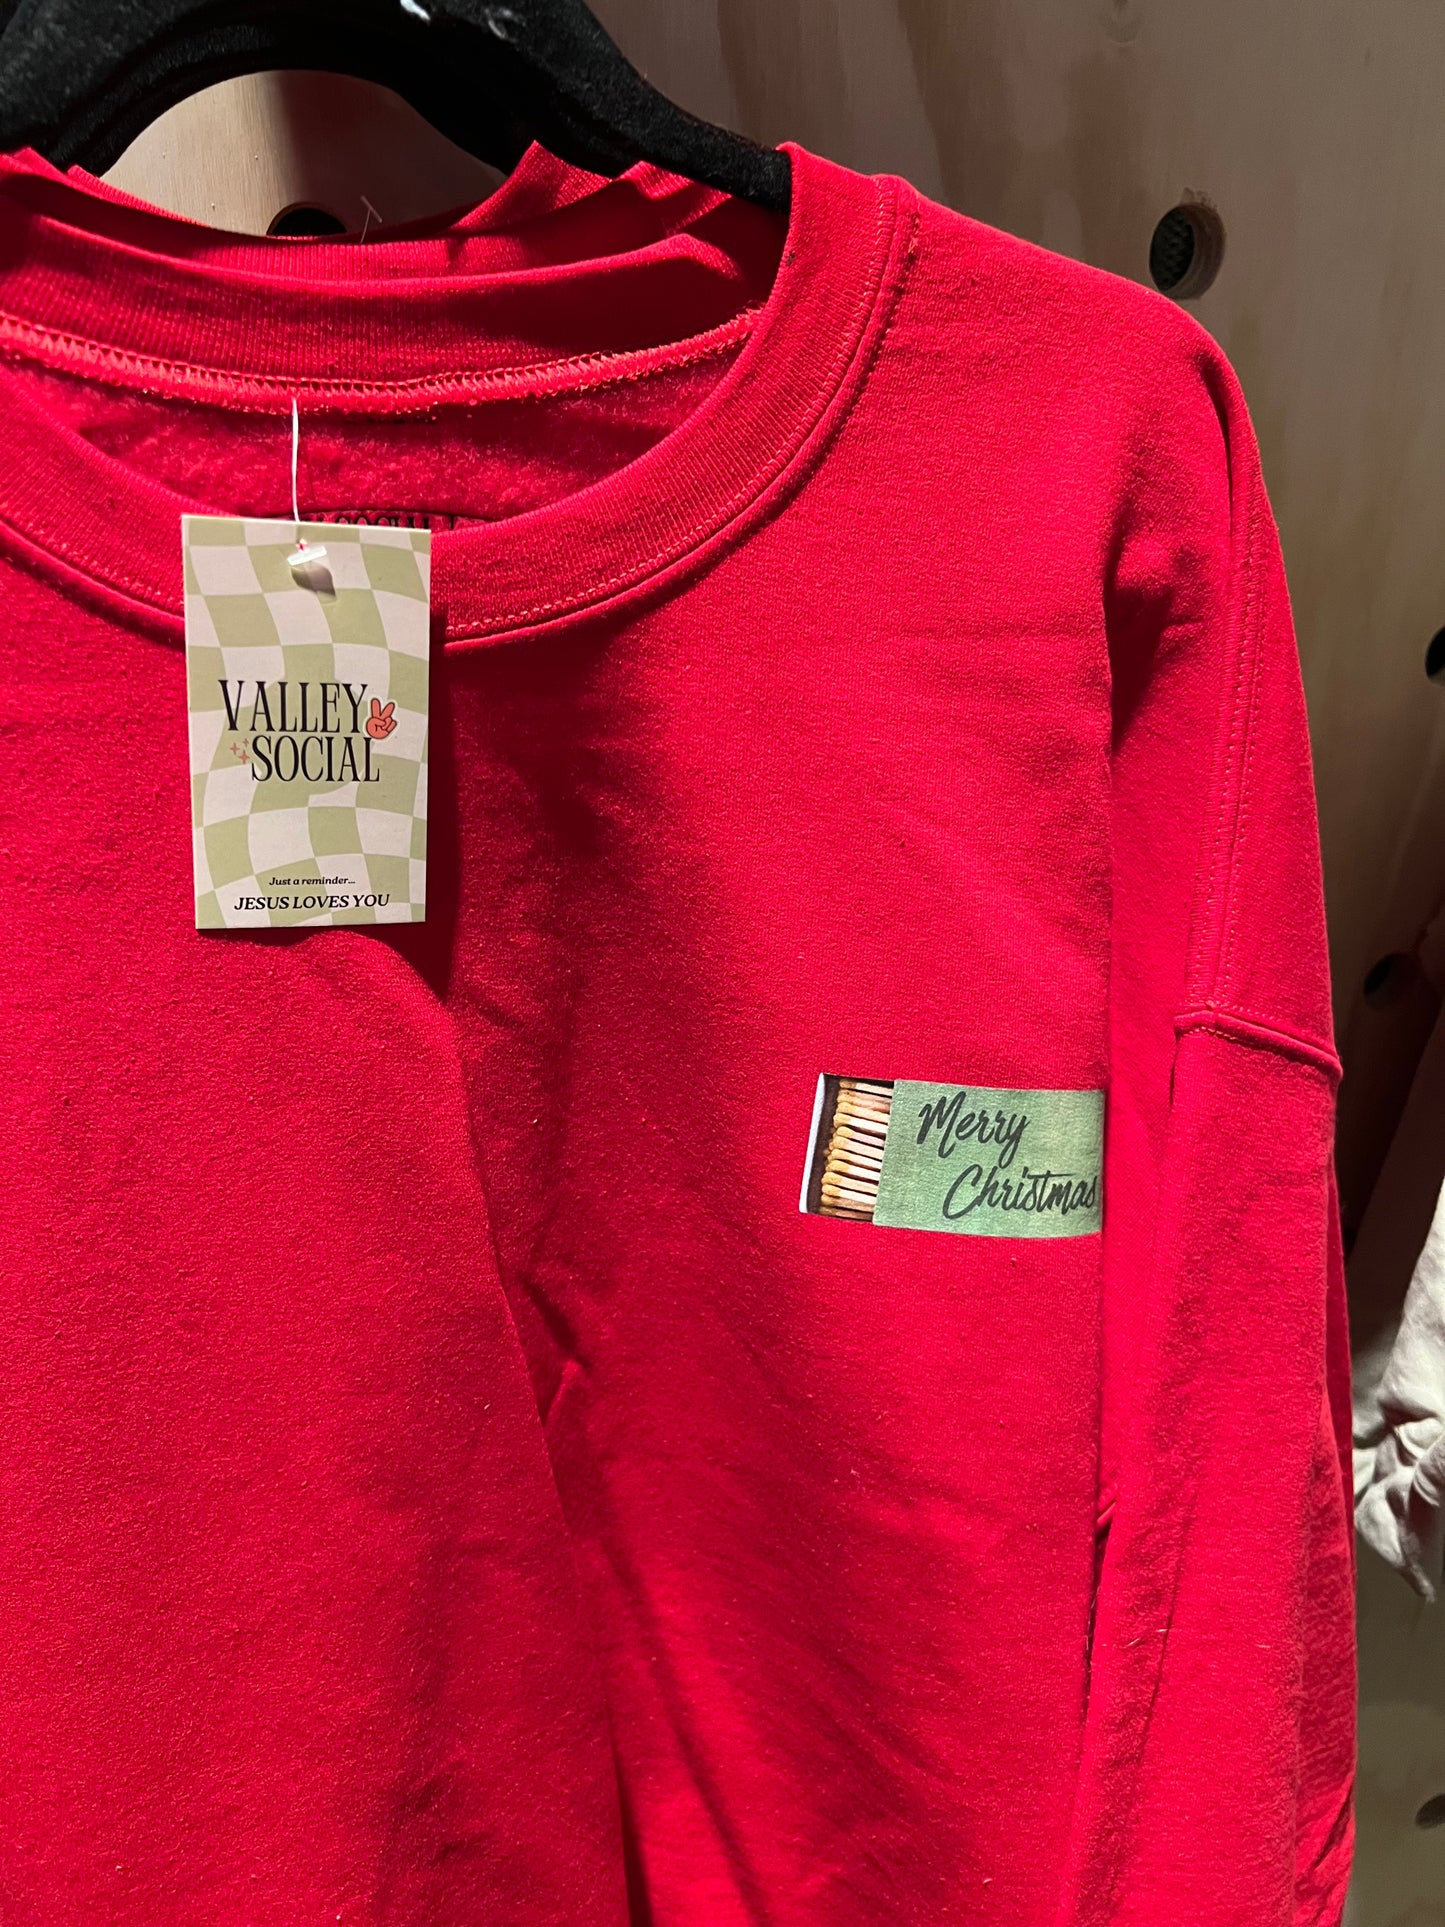 VALLEY
SOCIAL
Just a reminder...
JESUS LOVES YOU
Merry
Christmas